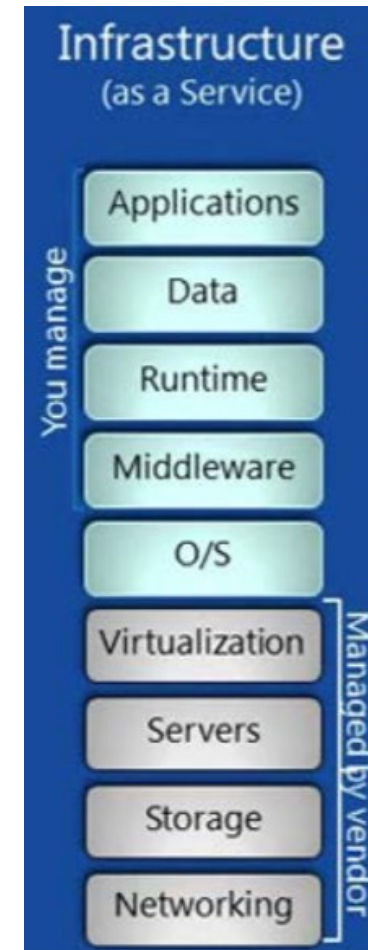 Infrastructure
(as a Service)
You manage
Applications
Data
Runtime
Middleware
O/S
Virtualization
Servers
Storage
Networking
Managed by vendor